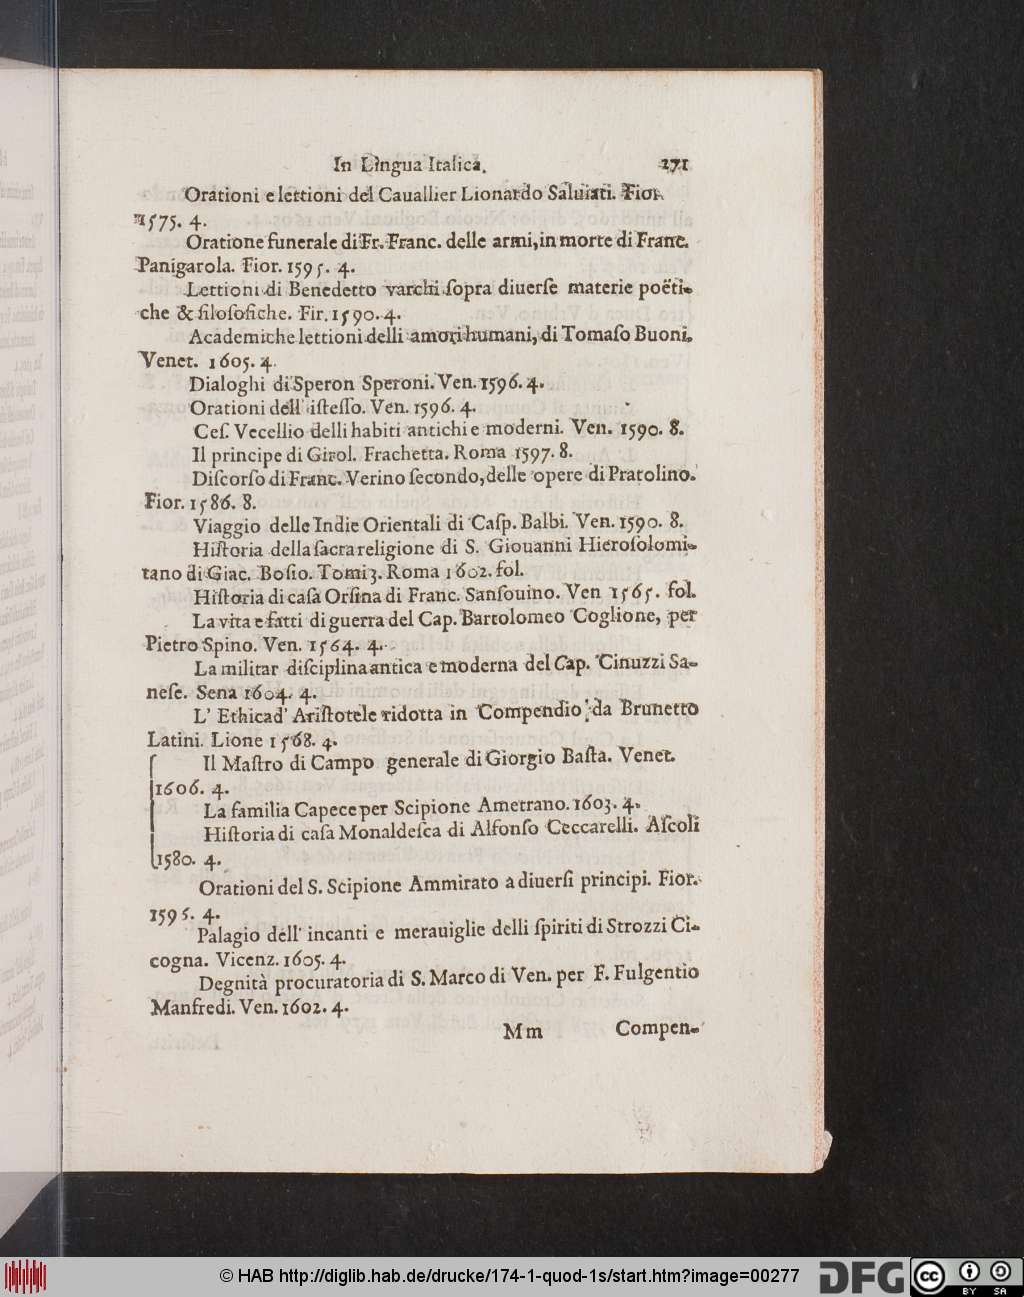 In Lingua Italica. 271
Orationi e lettioni del Cauallier Lionardo Saluiati. Fior.
1575. 4.
Oratione funerale di Fr. Franc. delle armi, in morte di Franc.
Panigarola. Fior. 1595. 4.
Lettioni di Benedetto varchi ſopra diuerſe materie poëti-
che & filoſofiche. Fir. 1590. 4.
Academiche lettioni delli amori humani, di Tomaſo Buoni.
Venet. 1605. 4.
Dialoghi di Speron Speroni. Ven. 1596. 4.
Orationi dell' iſteſſo. Ven. 1596. 4.
Ceſ. Vecellio delli habiti antichi e moderni. Ven. 1590. 8.
Il principe di Girol. Frachetta. Roma 1597. 8.
Diſcorſo di Franc. Verino ſecondo, delle opere di Pratolino.
Fior. 1586. 8.
Viaggio delle Indie Orientali di Caſp. Balbi. Ven. 1590. 8.
Hiſtoria della ſacra religione di S. Giouanni Hieroſolomi-
tano di Giac. Boſio. Tomi 3. Roma 1602. fol.
Hiſtoria di caſa Orſina di Franc. Sanſouino. Ven 1565. fol.
La vita e fatti di guerra del Cap. Bartolomeo Coglione, per
Pietro Spino. Ven. 1564. 4.
La militar diſciplina antica e moderna del Cap. Cinuzzi Sa-
neſe. Sena 1604. 4.
L' Ethica d' Ariſtotele ridotta in Compendio da Brunetto
Latini. Lione 1568. 4.
Il Maſtro di Campo generale di Giorgio Baſta. Venet.
1606. 4.
La familia Capece per Scipione Ametrano. 1603. 4.
Hiſtoria di caſa Monaldeſca di Alfonſo Ceccarelli. Aſcoli
1580. 4.
Orationi del S. Scipione Ammirato a diuerſi principi. Fior.
1595. 4.
Palagio dell' incanti e merauiglie delli ſpiriti di Strozzi Ci-
cogna. Vicenz. 1605. 4.
Degnità procuratoria di S. Marco di Ven. per F. Fulgentio
Manfredi. Ven. 1602. 4.
Mm Compen-
© HAB http://diglib.hab.de/drucke/174-1-quod-1s/start.htm?image=00277
DFG
cc BY SA